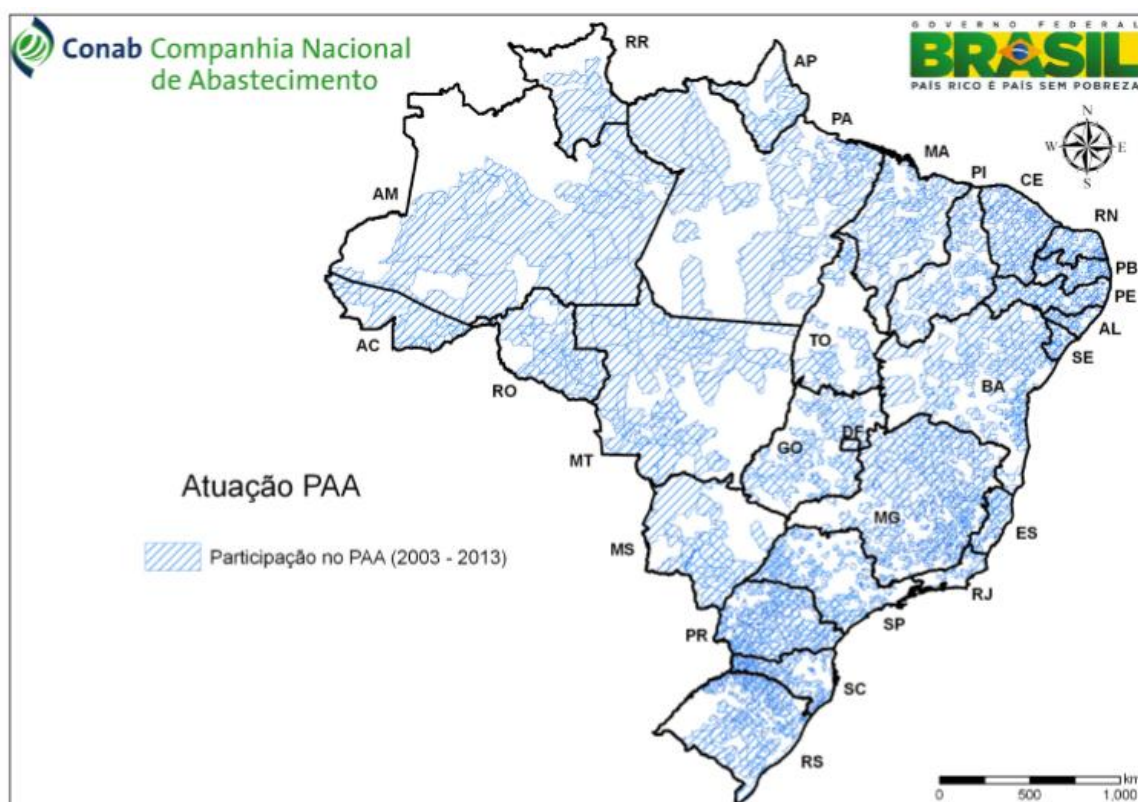 Conab Companhia Nacional
de Abastecimento
GOVERNO FEDERAL
BRASIL
PAÍS RICO É PAÍS SEM POBREZA
N
W E
S
RR
AP
PA
MA
PI
CE
RN
AM
PB
PE
AL
AC
TO
SE
RO
BA
DF
GO
MT
Atuação PAA
MG
ES
MS
Participação no PAA (2003 - 2013)
RJ
SP
PR
SC
RS
km
0 500 1,000